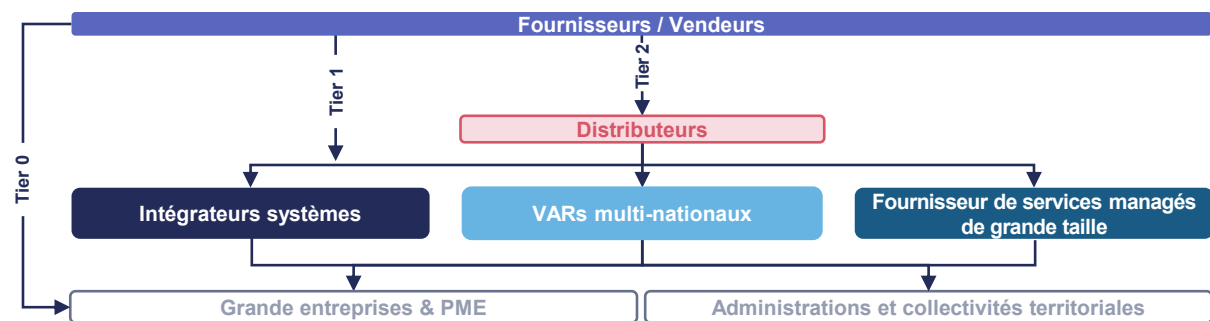 Fournisseurs / Vendeurs
Tier 0
Tier 1
Tier 2
Distributeurs
Intégrateurs systèmes
VARs multi-nationaux
Fournisseur de services managés
de grande taille
Grande entreprises & PME
Administrations et collectivités territoriales